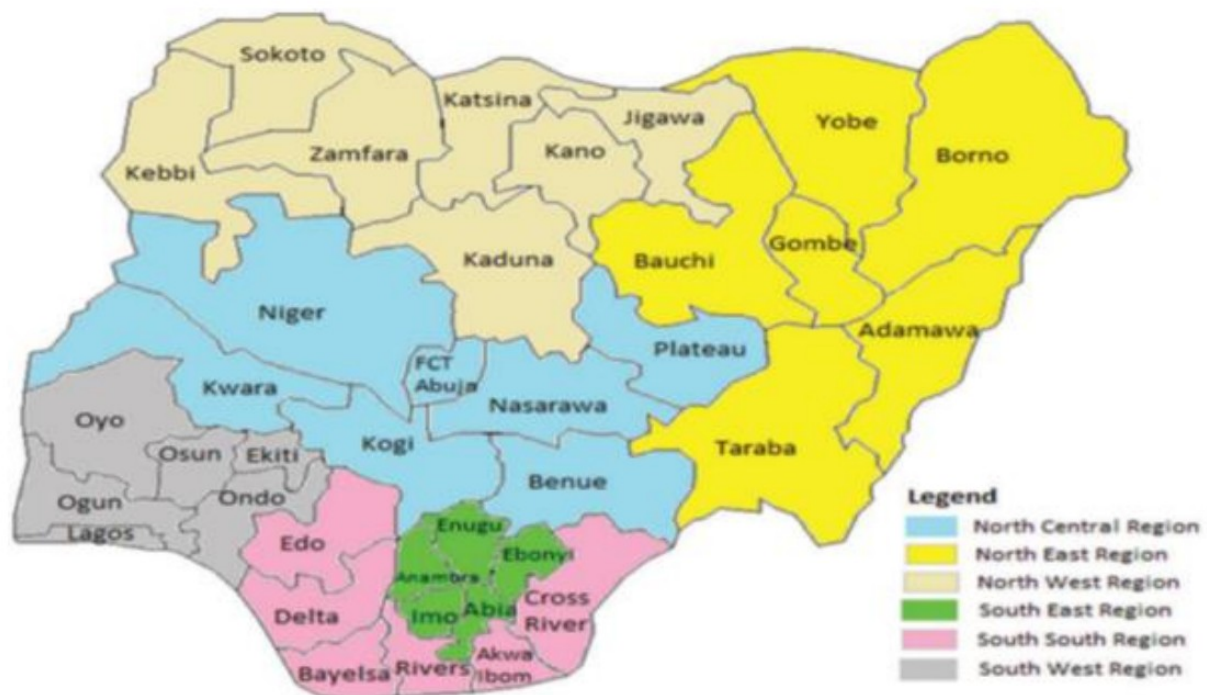 Sokoto
Katsina
Jigawa
Yobe
Borno
Kebbi
Zamfara
Kano
Kaduna
Bauchi
Gombe
Adamawa
Niger
FCT
Abuja
Plateau
Kwara
Nasarawa
Oyo
Kogi
Taraba
Osun
Ekiti
Benue
Ogun
Ondo
Lagos
Edo
Enugu
Ebonyi
Anambra
Delta
Imo
Abia
Cross
River
Bayelsa
Rivers
Akwa
Ibom
Legend
North Central Region
North East Region
North West Region
South East Region
South South Region
South West Region